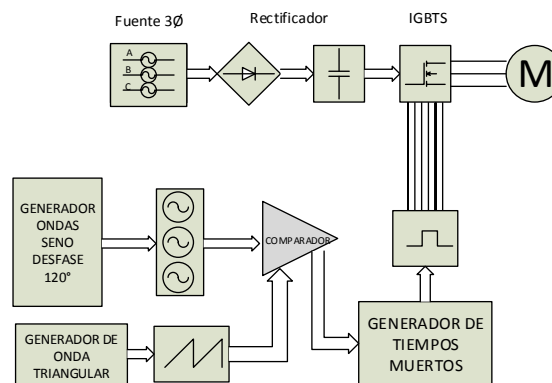 Fuente 3Ø
Rectificador
IGBTS
A
B
C
M
GENERADOR
ONDAS
SENO
DESFASE
120°
COMPARADOR
GENERADOR DE
ONDA
TRIANGULAR
GENERADOR DE
TIEMPOS
MUERTOS